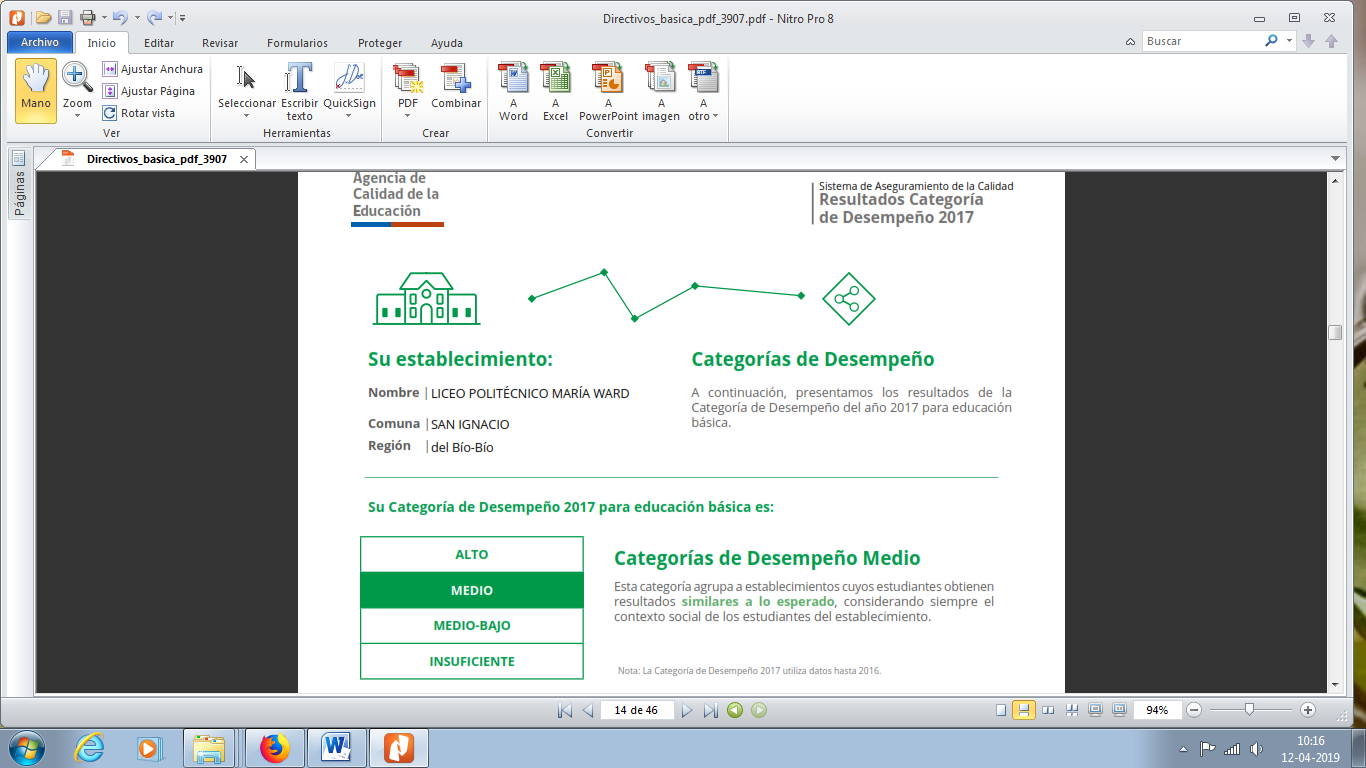 Directivos_basica_pdf_3907.pdf - Nitro Pro 8
Archivo Inicio Editar Revisar Formularios Proteger Ayuda
Buscar
Mano
Zoom
Ajustar Anchura
Ajustar Página
Rotar vista
Ver
Seleccionar
Escribir texto
QuickSign
Herramientas
PDF
Combinar
Crear
A Word
A Excel
A PowerPoint
A imagen
A otro
Convertir
Directivos_basica_pdf_3907
Páginas
Agencia de
Calidad de la
Educación
Sistema de Aseguramiento de la Calidad
Resultados Categoría
de Desempeño 2017
Su establecimiento:
Nombre LICEO POLITÉCNICO MARÍA WARD
Comuna SAN IGNACIO
Región del Bío-Bío
Categorías de Desempeño
A continuación, presentamos los resultados de la
Categoría de Desempeño del año 2017 para educación
básica.
Su Categoría de Desempeño 2017 para educación básica es:
ALTO
MEDIO
MEDIO-BAJO
INSUFICIENTE
Categorías de Desempeño Medio
Esta categoría agrupa a establecimientos cuyos estudiantes obtienen
resultados similares a lo esperado, considerando siempre el
contexto social de los estudiantes del establecimiento.
Nota: La Categoría de Desempeño 2017 utiliza datos hasta 2016.
14 de 46
94%
10:16
12-04-2019